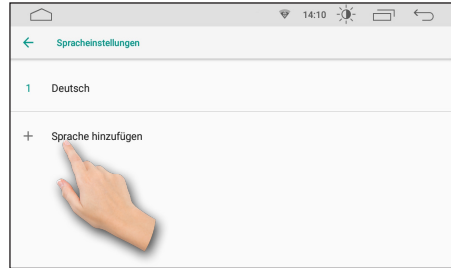 14:10
Spracheinstellungen
1 Deutsch
+ Sprache hinzufügen